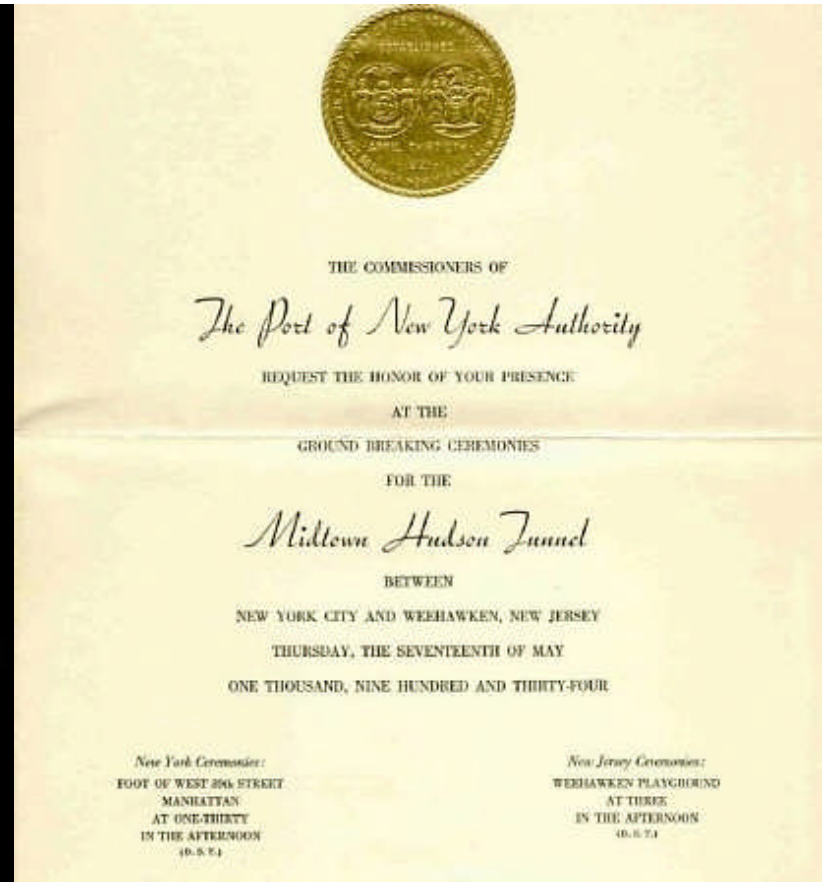 ESTABLISHED
APRIL THIRTIETH
THE COMMISSIONERS OF
The Port of New York Authority
REQUEST THE HONOR OF YOUR PRESENCE
AT THE
GROUND BREAKING CEREMONIES
FOR THE
Midtown Hudson Tunnel
BETWEEN
NEW YORK CITY AND WEEHAWKEN, NEW JERSEY
THURSDAY, THE SEVENTEENTH OF MAY
ONE THOUSAND, NINE HUNDRED AND THIRTY-FOUR
New York Ceremonies:
FOOT OF WEST 39th STREET
MANHATTAN
AT ONE-THIRTY
IN THE AFTERNOON
(D. S. T.)
New Jersey Ceremonies:
WEEHAWKEN PLAYGROUND
AT THREE
IN THE AFTERNOON
(D. S. T.)